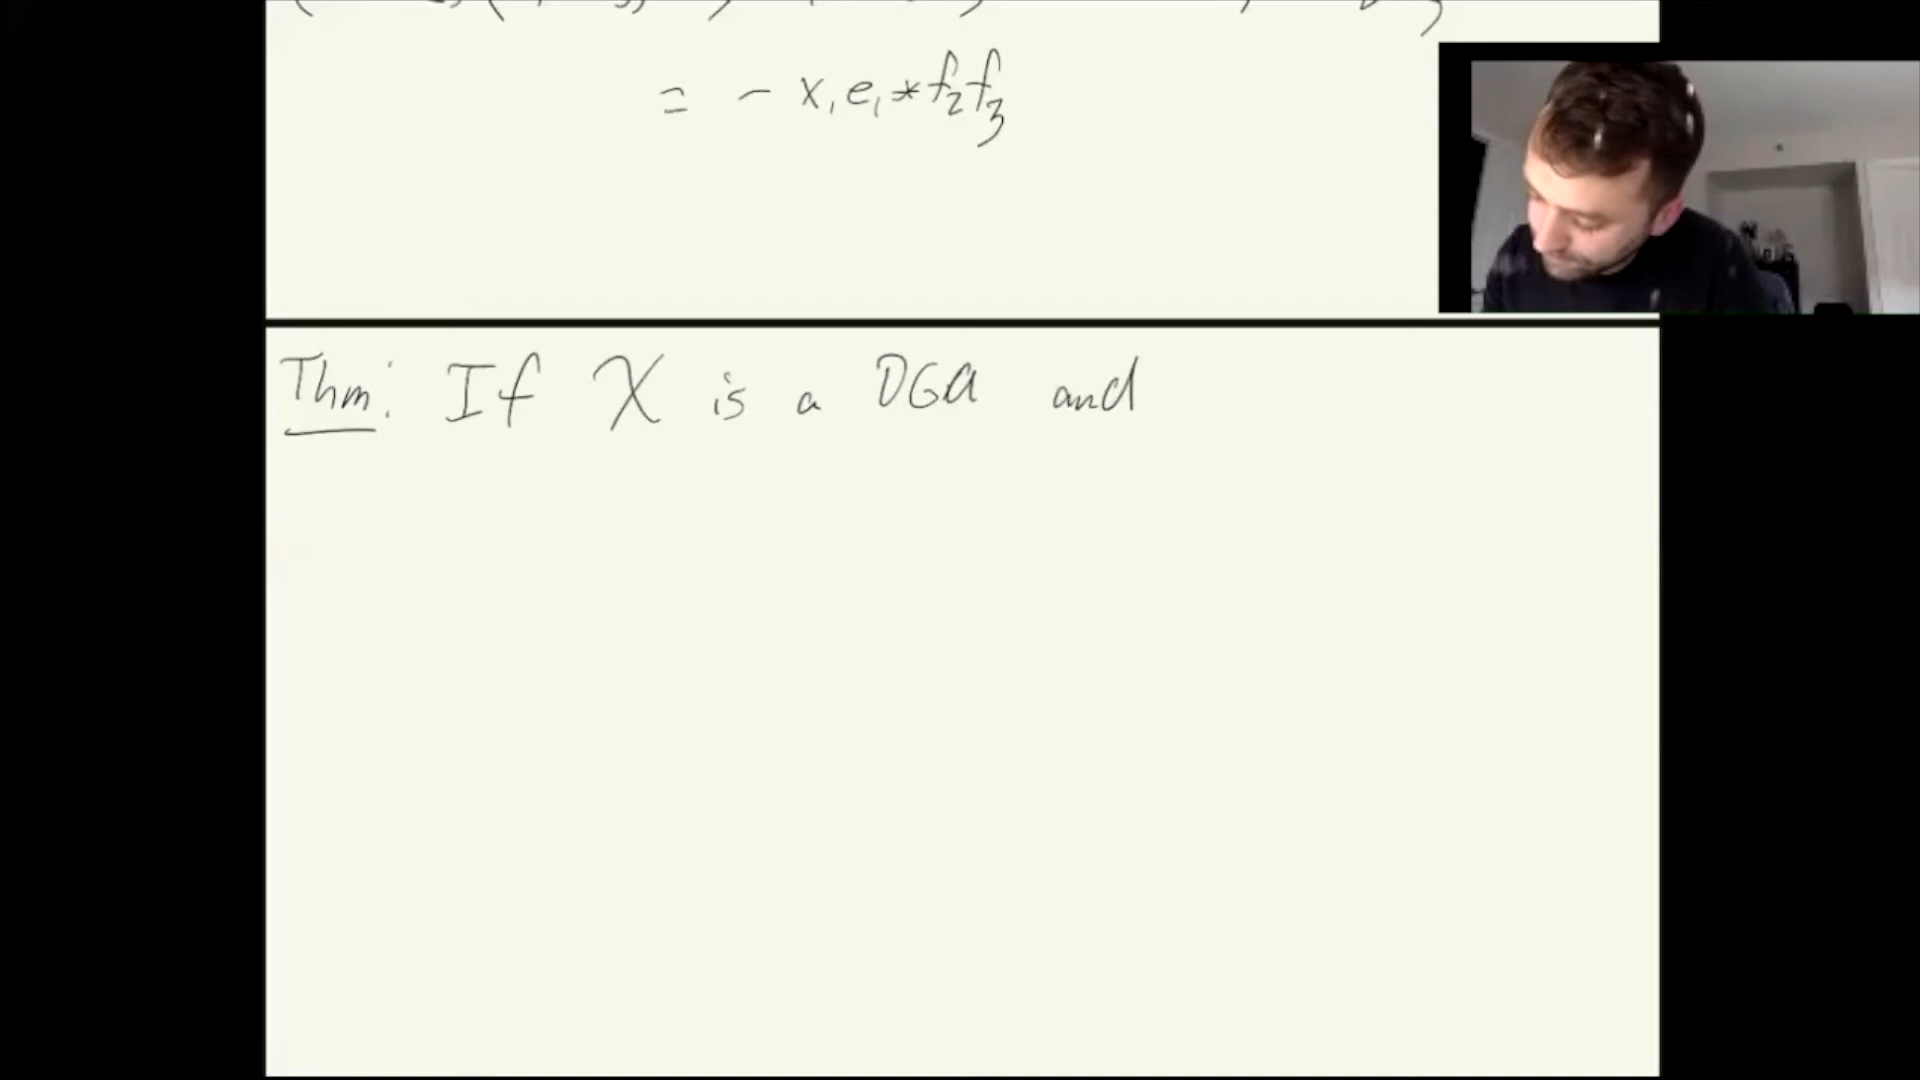 = - x₁e₁*f₂f₃
Thm: If X is a DGA and